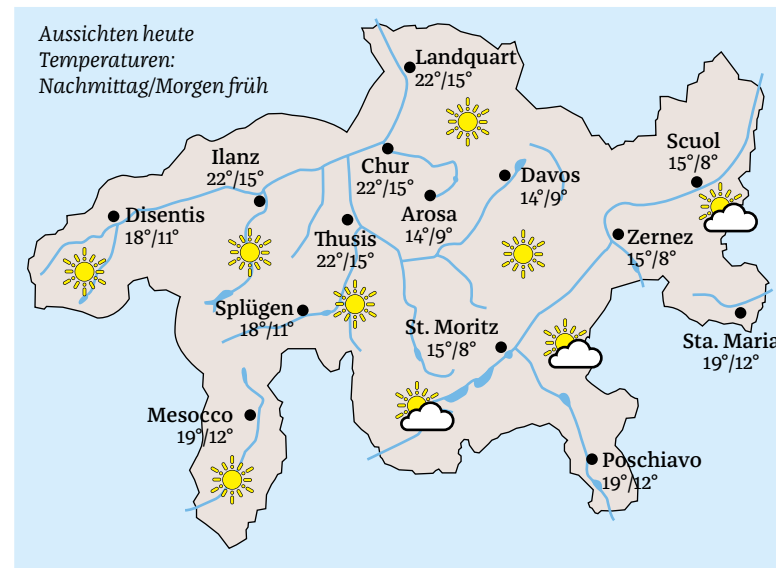 Aussichten heute
Temperaturen:
Nachmittag/Morgen früh
Landquart
22°/15°
Ilanz
22°/15°
Chur
22°/15°
Scuol
15°/8°
Davos
14°/9°
Arosa
14°/9°
Disentis
18°/11°
Thusis
22°/15°
Zernez
15°/8°
Splügen
18°/11°
St. Moritz
15°/8°
Sta. Maria
19°/12°
Mesocco
19°/12°
Poschiavo
19°/12°